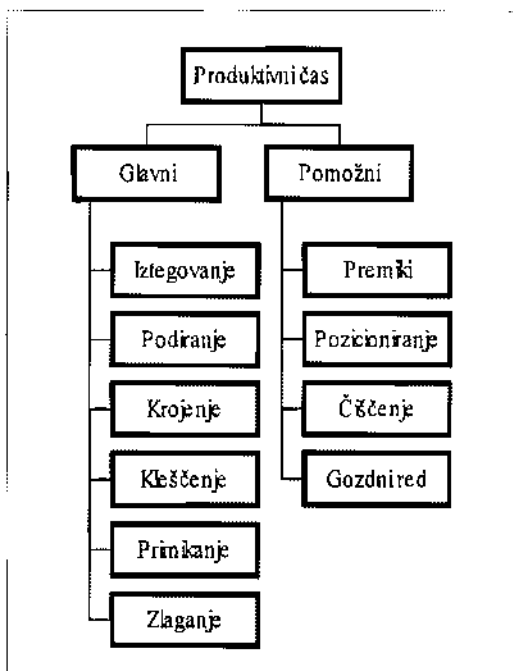 Produktivni čas
Glavni
Pomožni
Iztegovanje
Podiranje
Krojenje
Kleščenje
Primikanje
Zlaganje
Premiki
Pozicioniranje
Čiščenje
Gozdni red